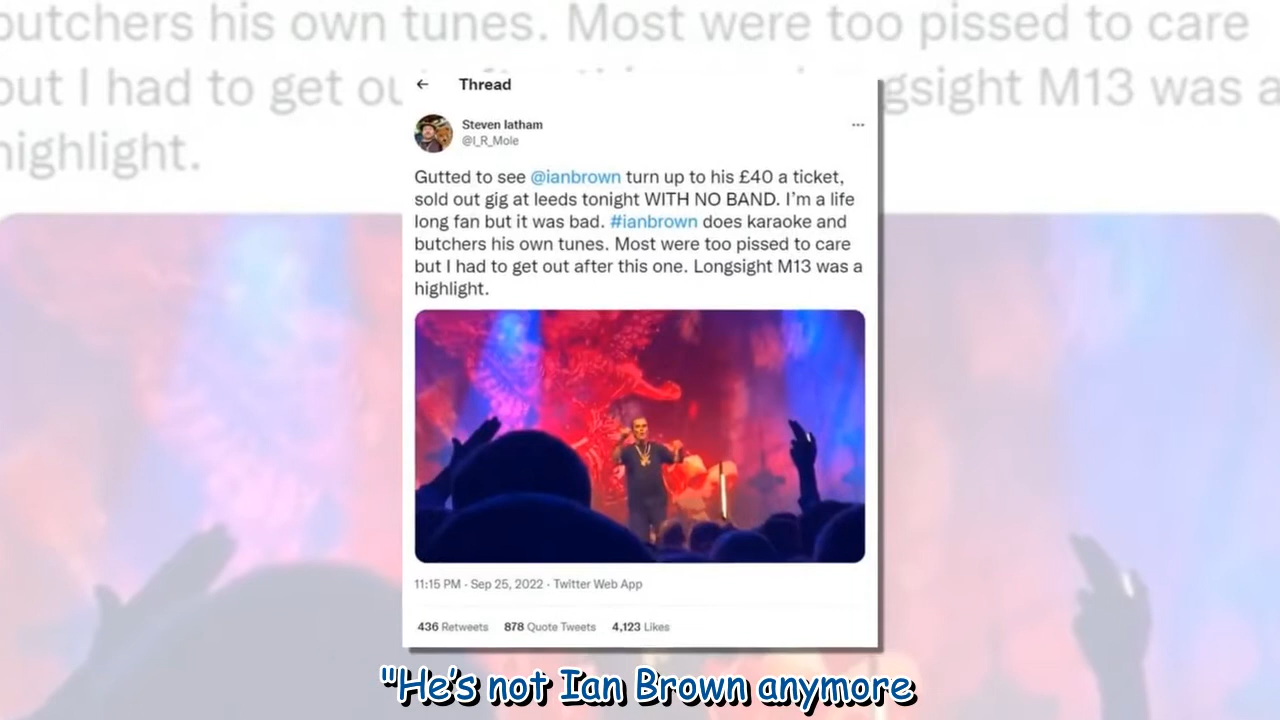 butchers his own tunes. Most were too pissed to care
but I had to get
gsight M13 was a
highlight.
Thread
Steven latham
@I_R_Mole
Gutted to see @ianbrown turn up to his £40 a ticket,
sold out gig at leeds tonight WITH NO BAND. I'm a life
long fan but it was bad. #ianbrown does karaoke and
butchers his own tunes. Most were too pissed to care
but I had to get out after this one. Longsight M13 was a
highlight.
11:15 PM · Sep 25, 2022 · Twitter Web App
436 Retweets 878 Quote Tweets 4,123 Likes
"He's not Ian Brown anymore